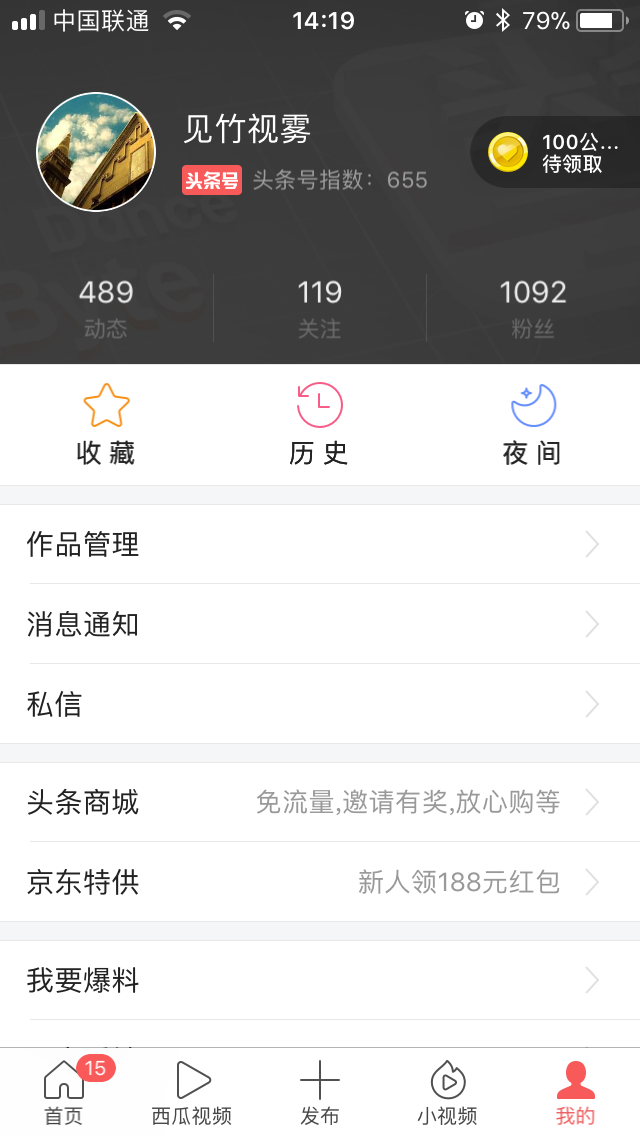 中国联通 14:19 79%
见竹视雾
头条号 头条号指数：655
100公...
待领取
489 119 1092
动态 关注 粉丝
收藏 历史 夜间
作品管理
消息通知
私信
头条商城 免流量,邀请有奖,放心购等
京东特供 新人领188元红包
我要爆料
15
首页 西瓜视频 发布 小视频 我的